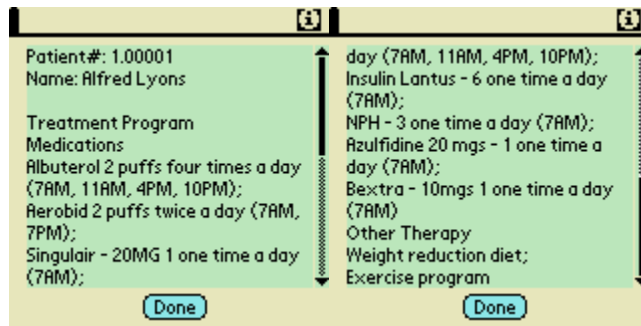 Patient#: 1.00001
Name: Alfred Lyons
Treatment Program
Medications
Albuterol 2 puffs four times a day
(7AM, 11AM, 4PM, 10PM);
Aerobid 2 puffs twice a day (7AM,
7PM);
Singulair - 20MG 1 one time a day
(7AM);
Done
day (7AM, 11AM, 4PM, 10PM);
Insulin Lantus - 6 one time a day
(7AM);
NPH - 3 one time a day (7AM);
Azulfidine 20 mgs - 1 one time a
day (7AM);
Bextra - 10mgs 1 one time a day
(7AM)
Other Therapy
Weight reduction diet;
Exercise program
Done